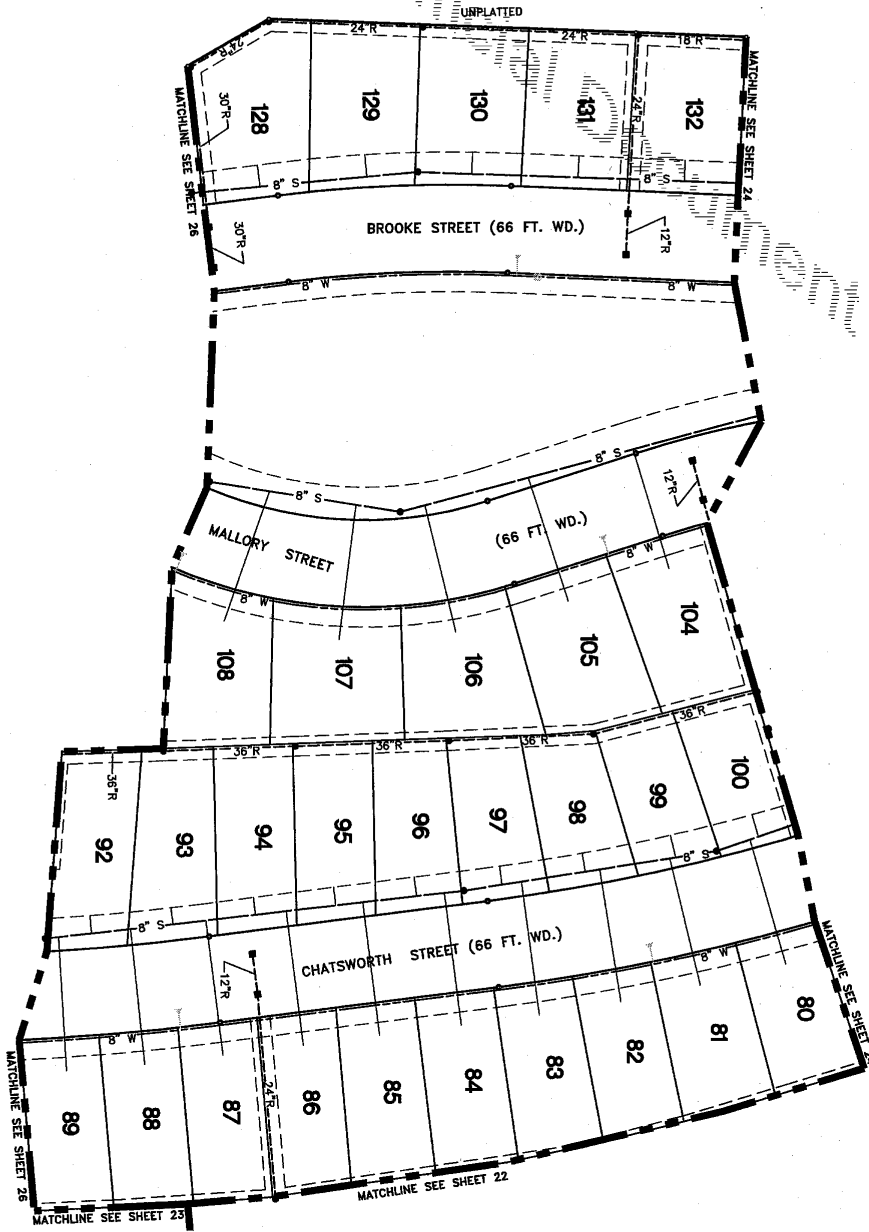 UNPLATTED
24"R
24"R
24"R
18"R
MATCHLINE SEE SHEET 26
MATCHLINE SEE SHEET 24
30"R
24"R
128
129
130
131
132
8" S
8" S
BROOKE STREET (66 FT. WD.)
30"R
12"R
8" W
8" W
8" S
8" S
12"R
MALLORY STREET
(66 FT. WD.)
8" W
8" W
108
107
106
105
104
36"R
36"R
36"R
36"R
36"R
92
93
94
95
96
97
98
99
100
8" S
8" S
CHATSWORTH STREET (66 FT. WD.)
12"R
8" W
8" W
24"R
89
88
87
86
85
84
83
82
81
80
MATCHLINE SEE SHEET
MATCHLINE SEE SHEET 26
MATCHLINE SEE SHEET 23
MATCHLINE SEE SHEET 22